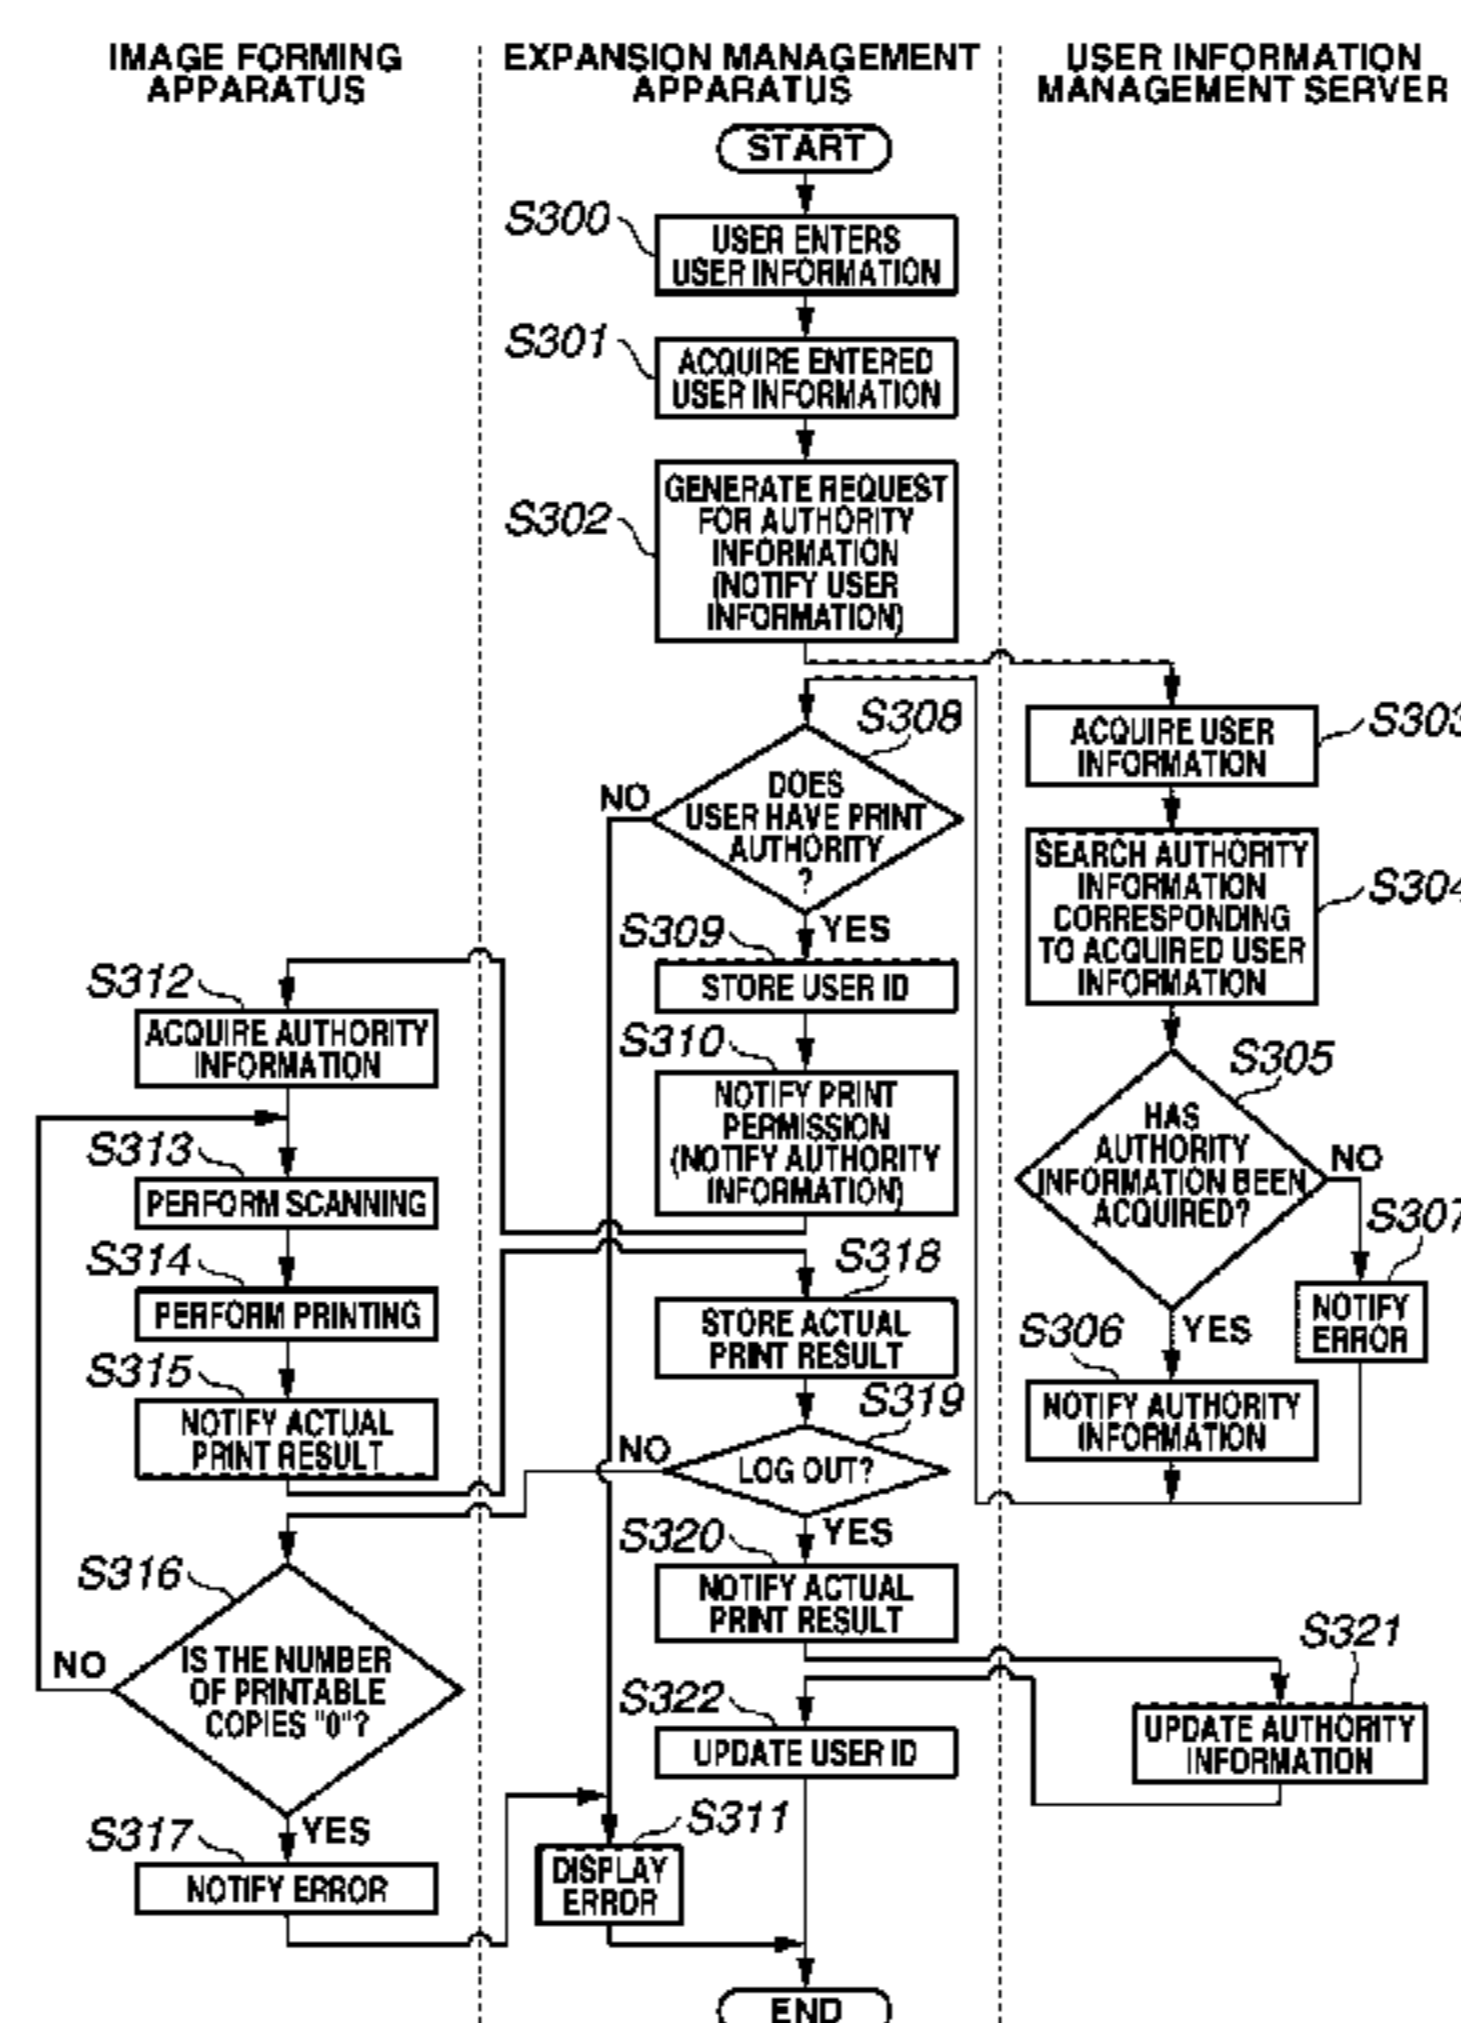 IMAGE FORMING
APPARATUS
EXPANSION MANAGEMENT
APPARATUS
USER INFORMATION
MANAGEMENT SERVER
START
S300
USER ENTERS
USER INFORMATION
S301
ACQUIRE ENTERED
USER INFORMATION
S302
GENERATE REQUEST
FOR AUTHORITY
INFORMATION
(NOTIFY USER
INFORMATION)
S303
ACQUIRE USER
INFORMATION
S304
SEARCH AUTHORITY
INFORMATION
CORRESPONDING
TO ACQUIRED USER
INFORMATION
S305
HAS
AUTHORITY
INFORMATION BEEN
ACQUIRED?
NO
S307
NOTIFY
ERROR
YES
S306
NOTIFY AUTHORITY
INFORMATION
S308
DOES
USER HAVE PRINT
AUTHORITY
?
NO
YES
S309
STORE USER ID
S310
NOTIFY PRINT
PERMISSION
(NOTIFY AUTHORITY
INFORMATION)
S312
ACQUIRE AUTHORITY
INFORMATION
S313
PERFORM SCANNING
S314
PERFORM PRINTING
S315
NOTIFY ACTUAL
PRINT RESULT
S318
STORE ACTUAL
PRINT RESULT
S319
LOG OUT?
NO
YES
S316
IS THE NUMBER
OF PRINTABLE
COPIES "0"?
NO
YES
S317
NOTIFY ERROR
S320
NOTIFY ACTUAL
PRINT RESULT
S321
UPDATE AUTHORITY
INFORMATION
S322
UPDATE USER ID
S311
DISPLAY
ERROR
END